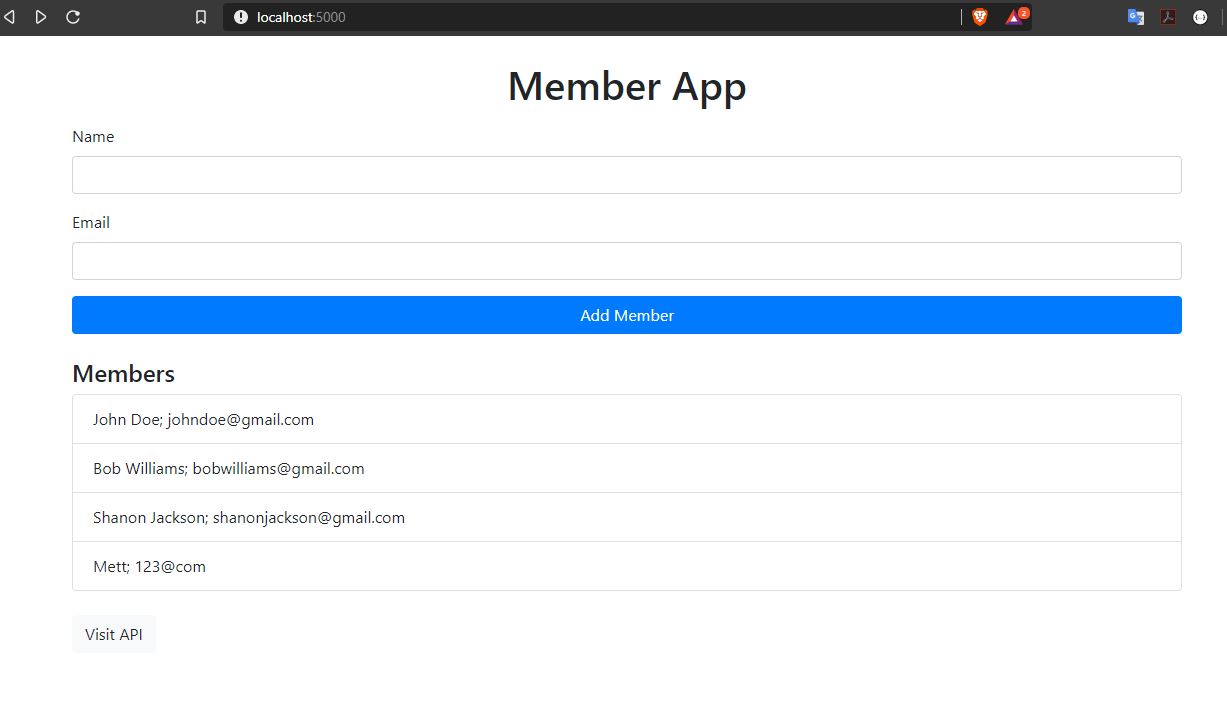 localhost:5000
2
Member App
Name
Email
Add Member
Members
John Doe; johndoe@gmail.com
Bob Williams; bobwilliams@gmail.com
Shanon Jackson; shanonjackson@gmail.com
Mett; 123@com
Visit API